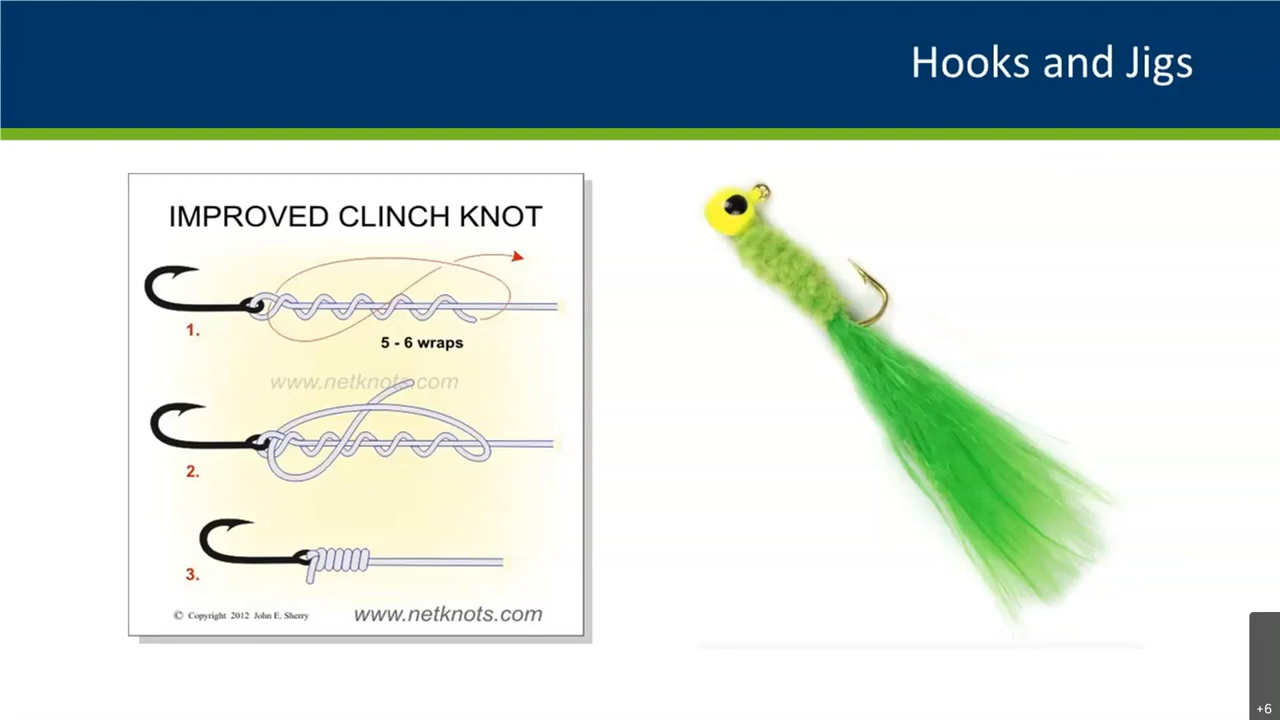 Hooks and Jigs
IMPROVED CLINCH KNOT
1.
5 - 6 wraps
www.netknots.com
2.
3.
© Copyright 2012 John E. Sherry
www.netknots.com
+6